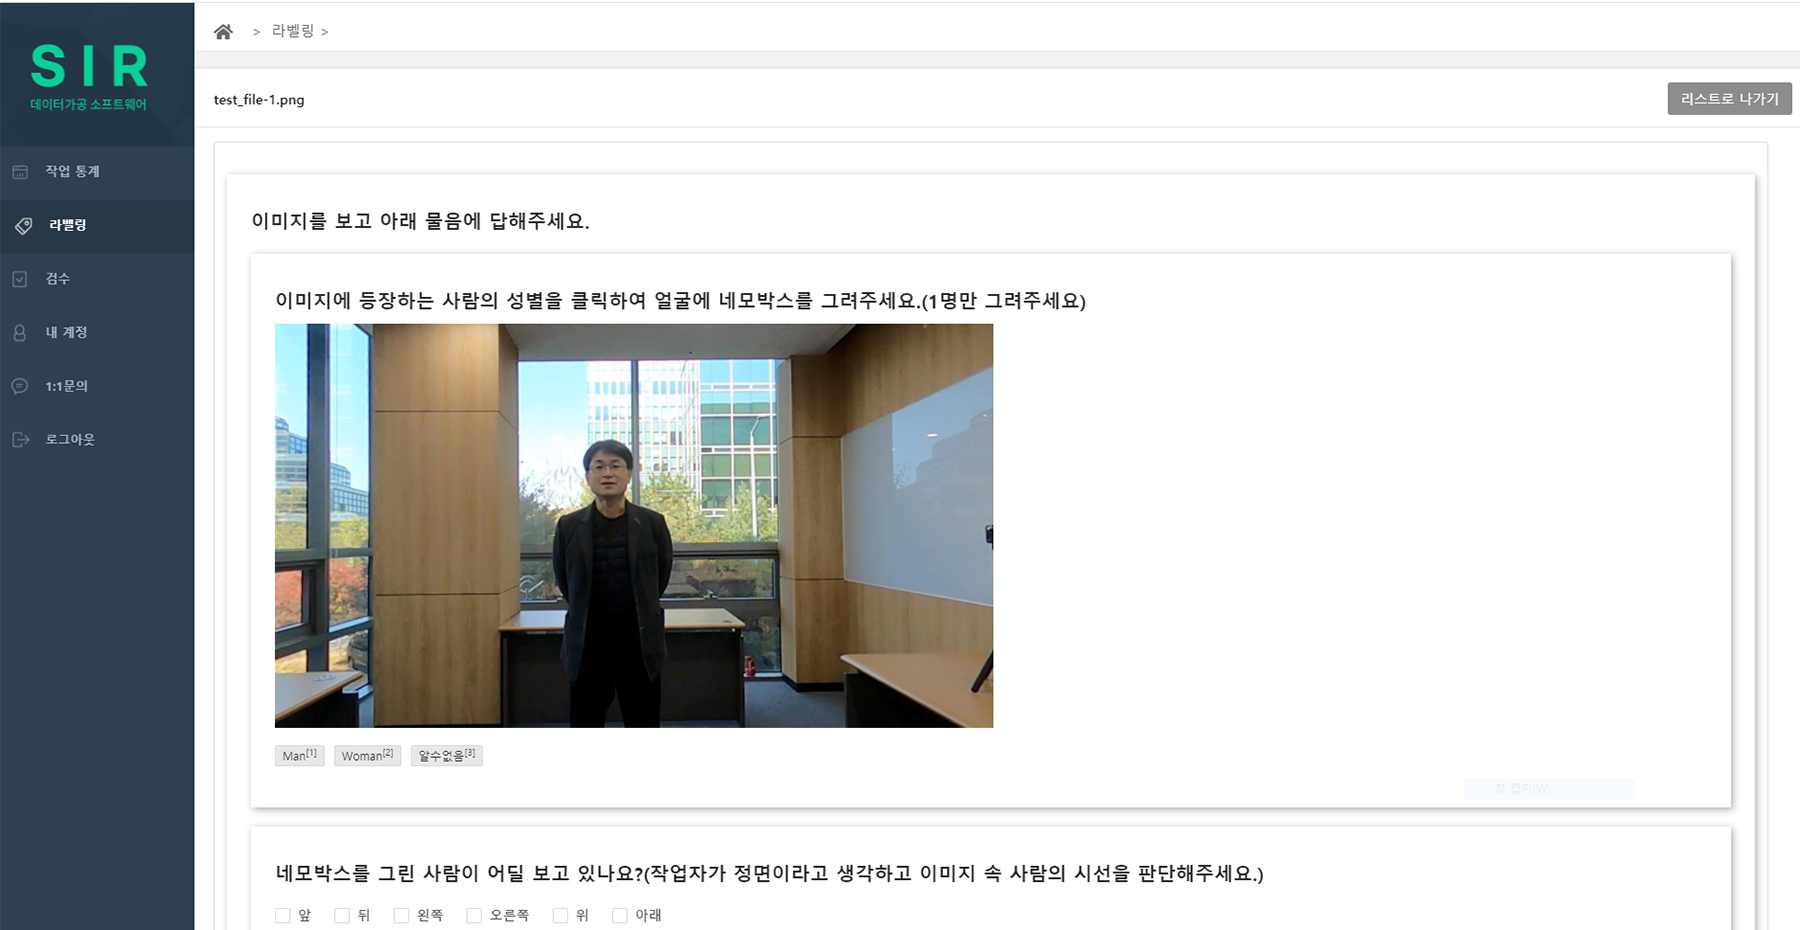 > 라벨링 >
SIR
데이터가공 소프트웨어
test_file-1.png
리스트로 나가기
작업 통계
라벨링
검수
내 계정
1:1문의
로그아웃
이미지를 보고 아래 물음에 답해주세요.
이미지에 등장하는 사람의 성별을 클릭하여 얼굴에 네모박스를 그려주세요.(1명만 그려주세요)
Man[1] Woman[2] 알수없음[3]
창 캡처(W)
네모박스를 그린 사람이 어딜 보고 있나요?(작업자가 정면이라고 생각하고 이미지 속 사람의 시선을 판단해주세요.)
앞 뒤 왼쪽 오른쪽 위 아래